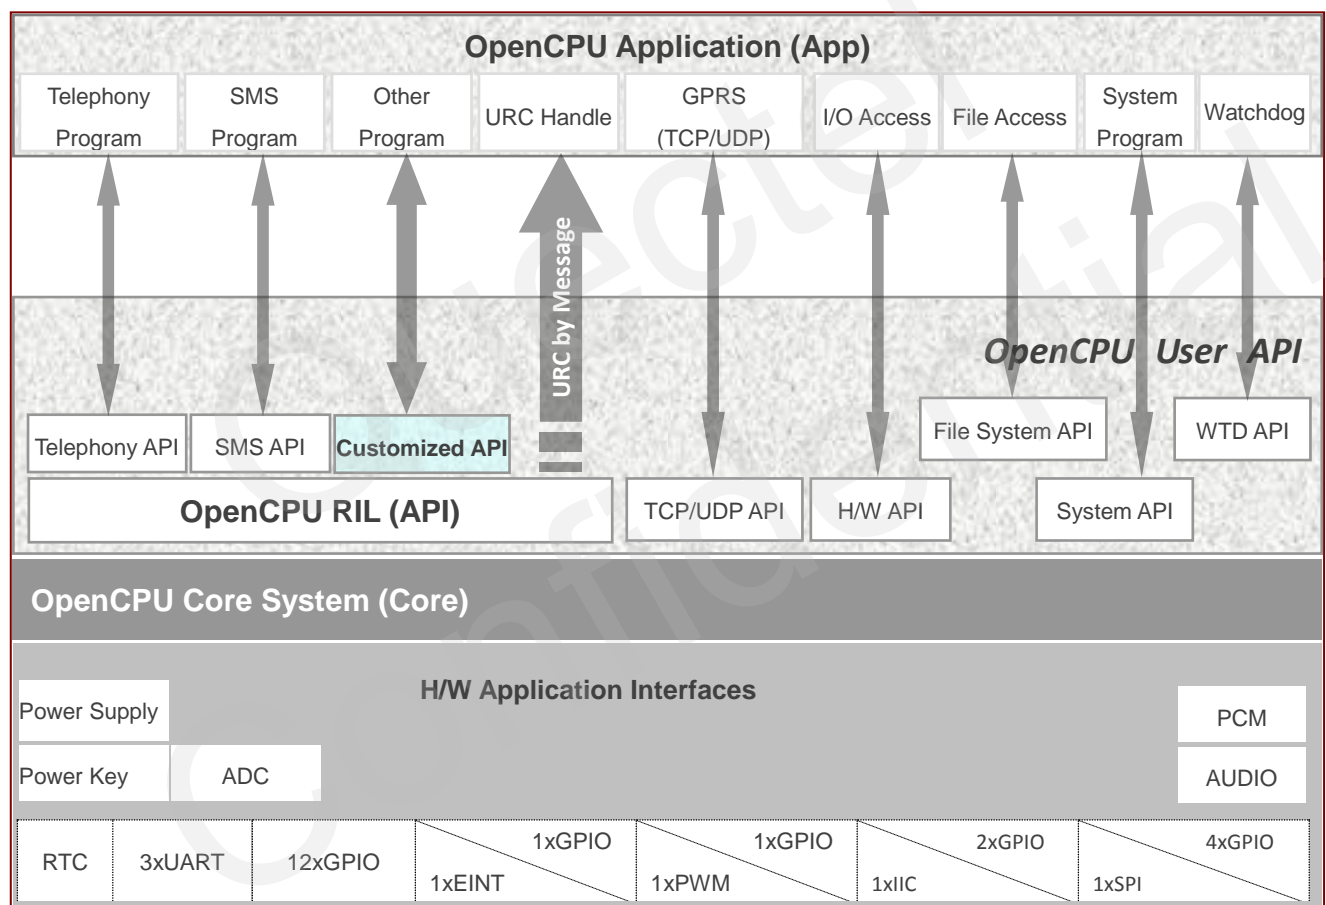 OpenCPU Application (App)
Telephony
Program
SMS
Program
Other
Program
URC Handle
GPRS
(TCP/UDP)
I/O Access
File Access
System
Program
Watchdog
URC by Message
OpenCPU User API
Telephony API
SMS API
Customized API
File System API
WTD API
OpenCPU RIL (API)
TCP/UDP API
H/W API
System API
OpenCPU Core System (Core)
H/W Application Interfaces
Power Supply
PCM
Power Key
ADC
AUDIO
RTC
3xUART
12xGPIO
1xGPIO
1xEINT
1xGPIO
1xPWM
2xGPIO
1xIIC
4xGPIO
1xSPI
Quectel
Confidential